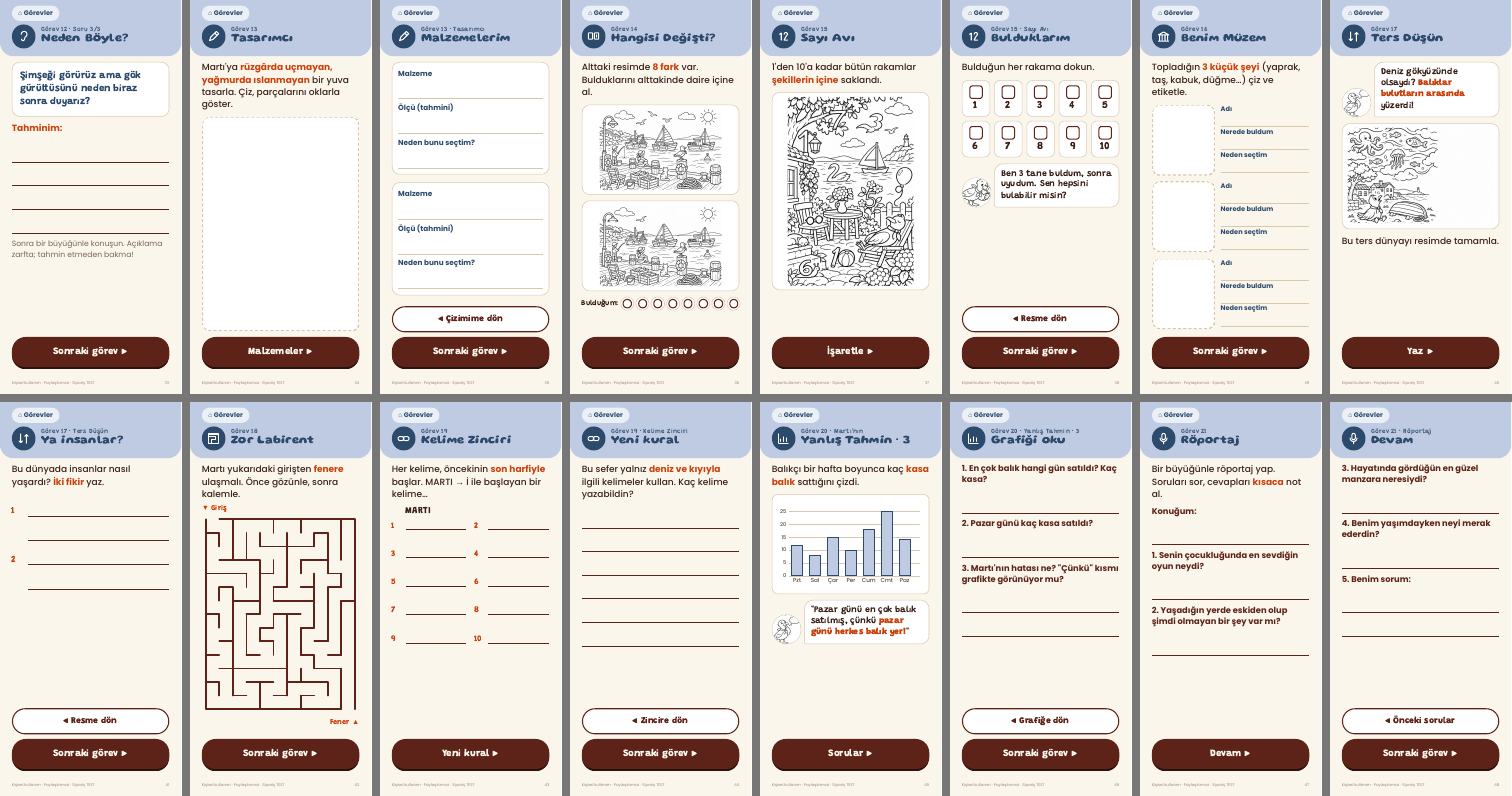 ⌂ Görevler
Görev 12 · Soru 3/3
Neden Böyle?
Şimşeği görürüz ama gök
gürültüsünü neden biraz
sonra duyarız?
Tahminim:
Sonra bir büyüğünle konuşun. Açıklama
zarfta; tahmin etmeden bakma!
Sonraki görev ▸
⌂ Görevler
Görev 13
Tasarımcı
Martı'ya rüzgârda uçmayan,
yağmurda ıslanmayan bir yuva
tasarla. Çiz, parçalarını oklarla
göster.
Malzemeler ▸
⌂ Görevler
Görev 13 · Tasarımcı
Malzemelerim
Malzeme
Ölçü (tahmini)
Neden bunu seçtim?
Malzeme
Ölçü (tahmini)
Neden bunu seçtim?
◂ Çizimime dön
Sonraki görev ▸
⌂ Görevler
Görev 14
Hangisi Değişti?
Alttaki resimde 8 fark var.
Bulduklarını alttakinde daire içine
al.
Bulduğum:
Sonraki görev ▸
⌂ Görevler
Görev 15
Sayı Avı
1'den 10'a kadar bütün rakamlar
şekillerin içine saklandı.
İşaretle ▸
⌂ Görevler
Görev 15 · Sayı Avı
Bulduklarım
Bulduğun her rakama dokun.
1 2 3 4 5
6 7 8 9 10
Ben 3 tane buldum, sonra
uyudum. Sen hepsini
bulabilir misin?
◂ Resme dön
Sonraki görev ▸
⌂ Görevler
Görev 16
Benim Müzem
Topladığın 3 küçük şeyi (yaprak,
taş, kabuk, düğme...) çiz ve
etiketle.
Adı
Nerede buldum
Neden seçtim
Adı
Nerede buldum
Neden seçtim
Adı
Nerede buldum
Neden seçtim
Sonraki görev ▸
⌂ Görevler
Görev 17
Ters Düşün
Deniz gökyüzünde
olsaydı? Balıklar
bulutların arasında
yüzerdi!
Bu ters dünyayı resimde tamamla.
Yaz ▸
⌂ Görevler
Görev 17 · Ters Düşün
Ya insanlar?
Bu dünyada insanlar nasıl
yaşardı? İki fikir yaz.
1
2
◂ Resme dön
Sonraki görev ▸
⌂ Görevler
Görev 18
Zor Labirent
Martı yukarıdaki girişten fenere
ulaşmalı. Önce gözünle, sonra
kalemle.
▼ Giriş
Fener ▲
Sonraki görev ▸
⌂ Görevler
Görev 19
Kelime Zinciri
Her kelime, öncekinin son harfiyle
başlar. MARTI → İ ile başlayan bir
kelime...
MARTI
1 2
3 4
5 6
7 8
9 10
Yeni kural ▸
⌂ Görevler
Görev 19 · Kelime Zinciri
Yeni kural
Bu sefer yalnız deniz ve kıyıyla
ilgili kelimeler kullan. Kaç kelime
yazabildin?
◂ Zincire dön
Sonraki görev ▸
⌂ Görevler
Görev 20 · Martı'nın
Yanlış Tahmin · 3
Balıkçı bir hafta boyunca kaç kasa
balık sattığını çizdi.
25
20
15
10
5
0
Pzt Sal Çar Per Cum Cmt Paz
"Pazar günü en çok balık
satılmış, çünkü pazar
günü herkes balık yer!"
Sorular ▸
⌂ Görevler
Görev 20 · Yanlış Tahmin · 3
Grafiği oku
1. En çok balık hangi gün satıldı? Kaç
kasa?
2. Pazar günü kaç kasa satıldı?
3. Martı'nın hatası ne? "Çünkü" kısmı
grafikte görünüyor mu?
◂ Grafiğe dön
Sonraki görev ▸
⌂ Görevler
Görev 21
Röportaj
Bir büyüğünle röportaj yap.
Soruları sor, cevapları kısaca not
al.
Konuğum:
1. Senin çocukluğunda en sevdiğin
oyun neydi?
2. Yaşadığın yerde eskiden olup
şimdi olmayan bir şey var mı?
Devam ▸
⌂ Görevler
Görev 21 · Röportaj
Devam
3. Hayatında gördüğün en güzel
manzara neresiydi?
4. Benim yaşımdayken neyi merak
ederdin?
5. Benim sorum:
◂ Önceki sorular
Sonraki görev ▸